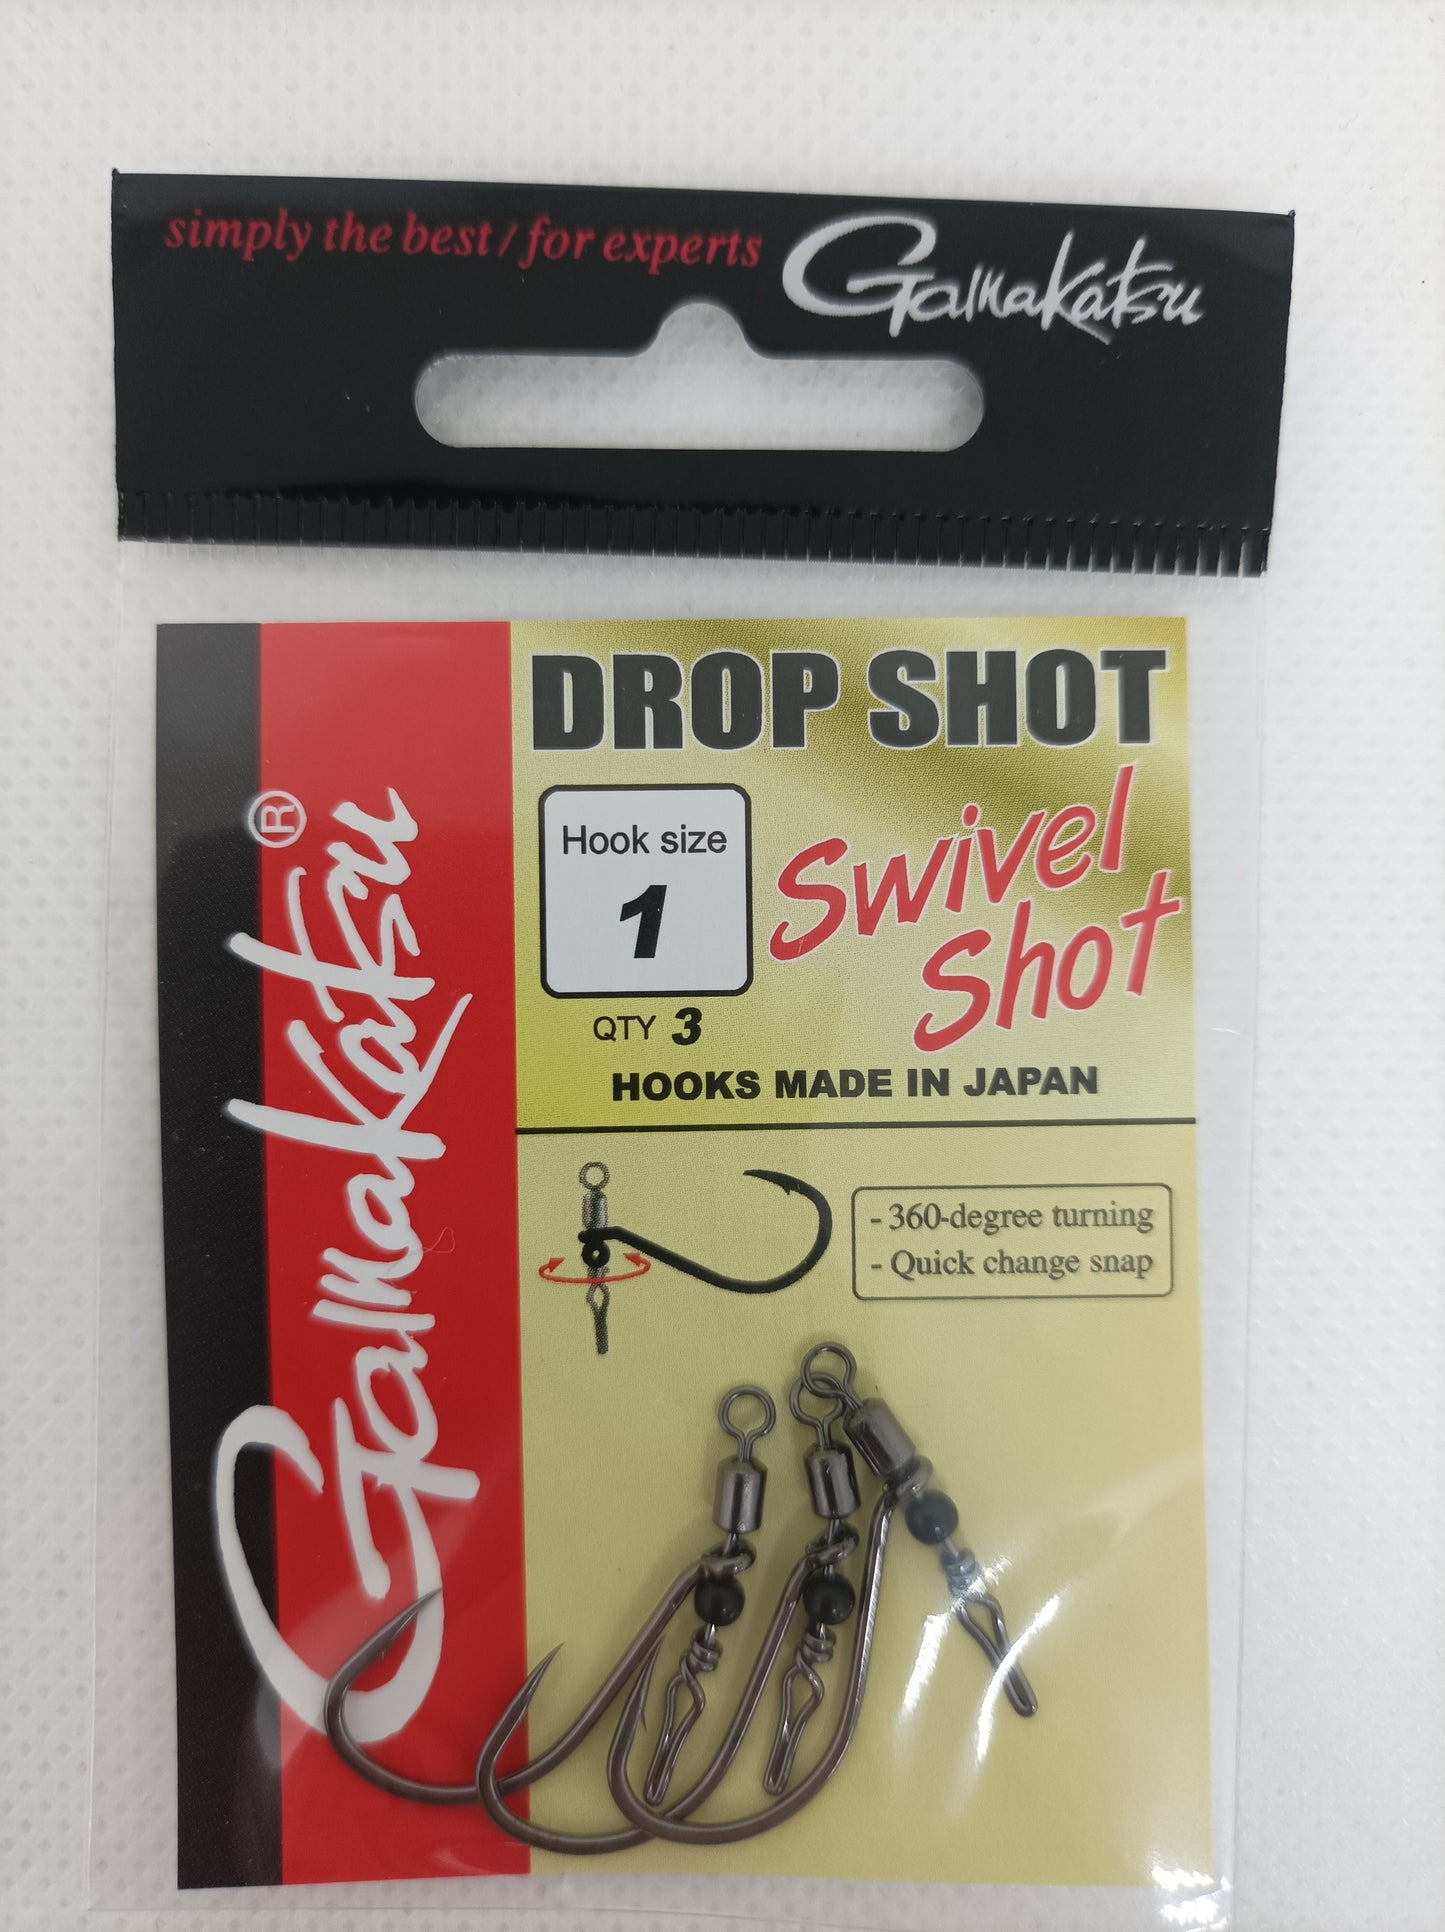 simply the best / for experts
Gamakatsu
DROP SHOT
Hook size
1
Swivel
Shot
QTY 3
HOOKS MADE IN JAPAN
Gamakatsu®
- 360-degree turning
- Quick change snap